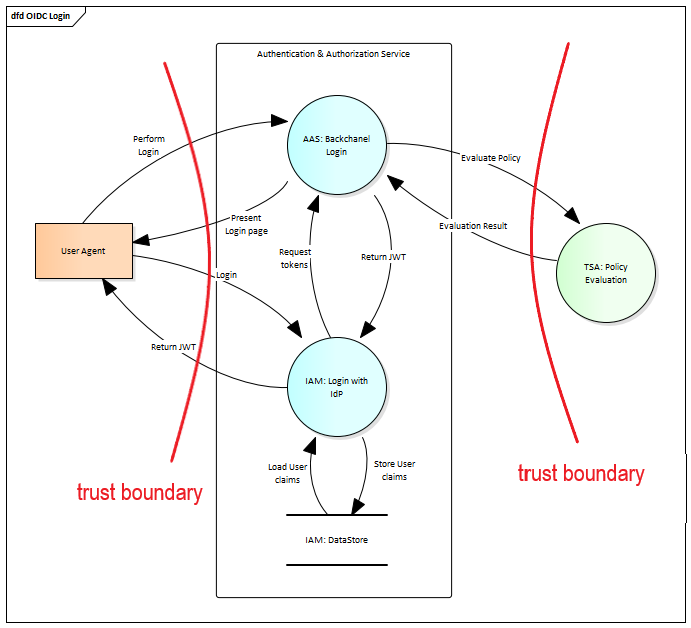 dfd OIDC Login
Authentication & Authorization Service
AAS: Backchanel
Login
Perform
Login
Evaluate Policy
Present
Login page
Evaluation Result
User Agent
Request
tokens
Return JWT
TSA: Policy
Evaluation
Login
Return JWT
IAM: Login with
IdP
Load User
claims
Store User
claims
trust boundary
trust boundary
IAM: DataStore